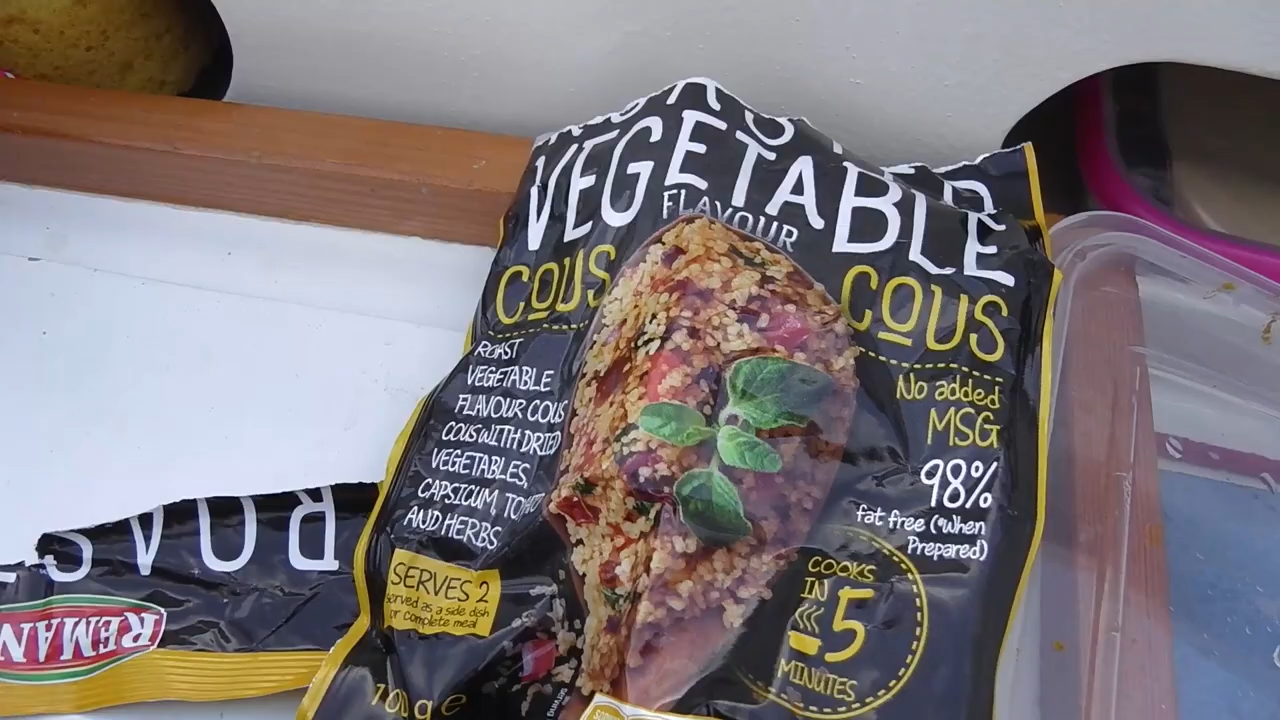 VEGETABLE
FLAVOUR
COUS COUS
ROAST
VEGETABLE
FLAVOUR COUS
COUS WITH DRIED
VEGETABLES,
CAPSICUM, TOMATO
AND HERBS
SERVES 2
served as a side dish
or complete meal
No added
MSG
98%
fat free (*When
Prepared)
COOKS
IN
5
MINUTES
100g e
ROAS
REMAN